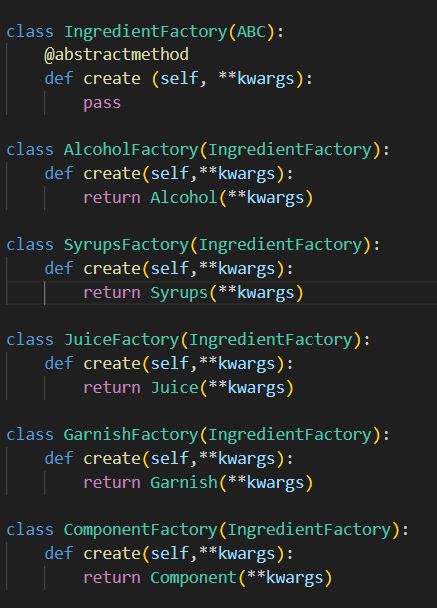 class IngredientFactory(ABC):
    @abstractmethod
    def create (self, **kwargs):
        pass
class AlcoholFactory(IngredientFactory):
    def create(self,**kwargs):
        return Alcohol(**kwargs)
class SyrupsFactory(IngredientFactory):
    def create(self,**kwargs):
        return Syrups(**kwargs)
class JuiceFactory(IngredientFactory):
    def create(self,**kwargs):
        return Juice(**kwargs)
class GarnishFactory(IngredientFactory):
    def create(self,**kwargs):
        return Garnish(**kwargs)
class ComponentFactory(IngredientFactory):
    def create(self,**kwargs):
        return Component(**kwargs)